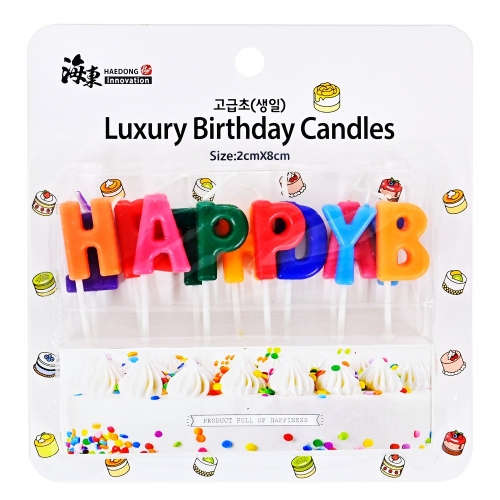 海東 HAEDONG
Innovation
고급초(생일)
Luxury Birthday Candles
Size:2cmX8cm
HAPPYB
PRODUCT FULL OF HAPPINESS